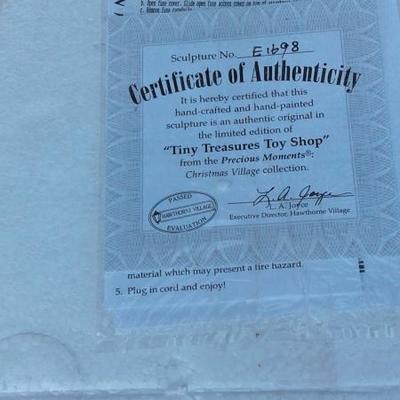 Sculpture No. E1698
Certificate of Authenticity
It is hereby certified that this
hand-crafted and hand-painted
sculpture is an authentic original in
the limited edition of
"Tiny Treasures Toy Shop"
from the Precious Moments®:
Christmas Village collection.
PASSED
HAWTHORNE VILLAGE
EVALUATION
L. A. Joyce
L. A. Joyce
Executive Director, Hawthorne Village
material which may present a fire hazard.
5. Plug in cord and enjoy!